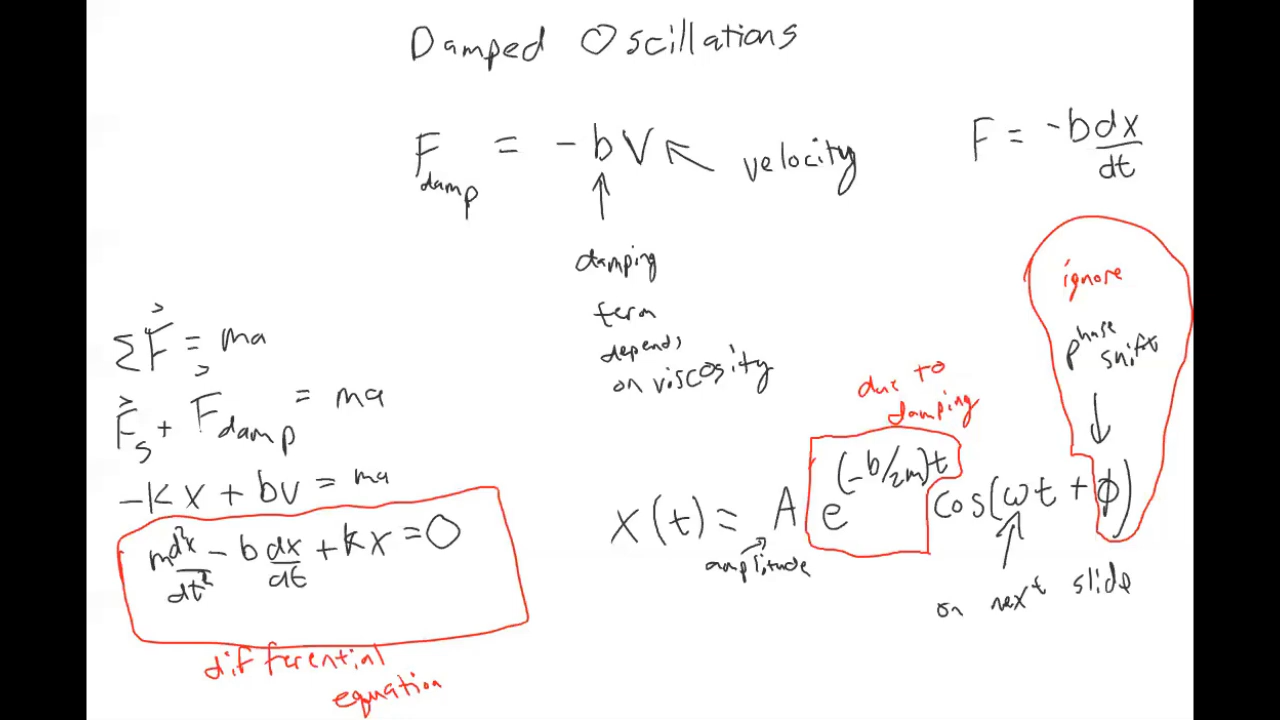 Damped Oscillations
F_damp = -bV ← velocity
F = -b dx/dt
↑
damping
term
depends
on viscosity
ΣF⃗ = ma
F⃗_s + F⃗_damp = ma
-kx + bv = ma
m d²x/dt² - b dx/dt + kx = 0
differential
equation
ignore
phase
shift
↓
due to
damping
x(t) = A e^(-b/2m)t cos(ωt + φ)
amplitude
on next slide